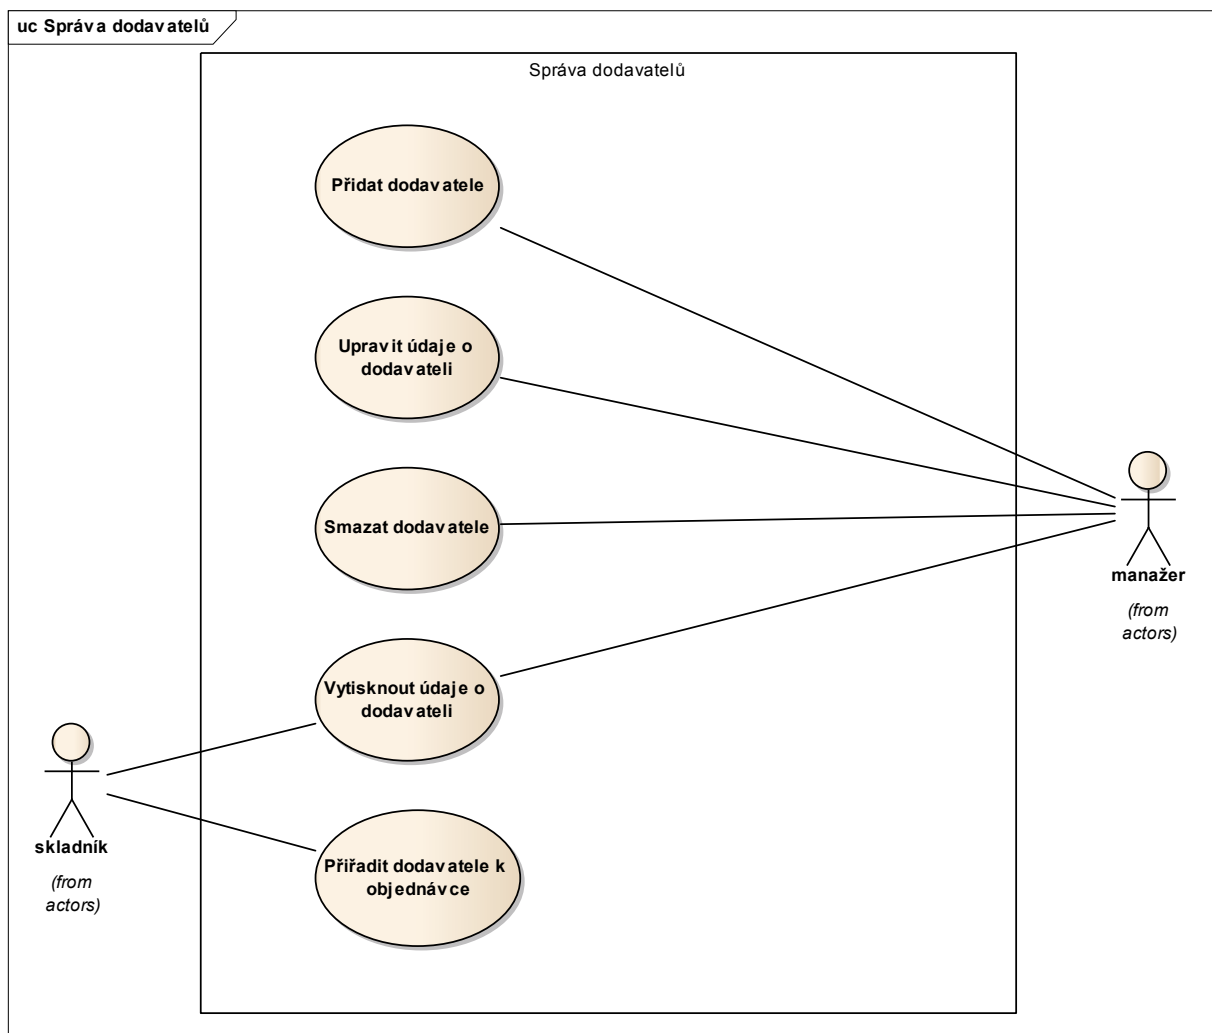 uc Správa dodavatelů
Správa dodavatelů
Přidat dodavatele
Upravit údaje o
dodavateli
Smazat dodavatele
manažer
(from
actors)
Vytisknout údaje o
dodavateli
skladník
(from
actors)
Přiřadit dodavatele k
objednávce